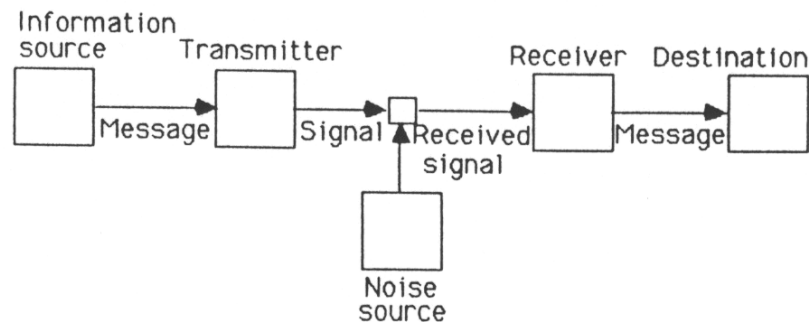 Information
source
Transmitter
Receiver
Destination
Message
Signal
Received
signal
Message
Noise
source